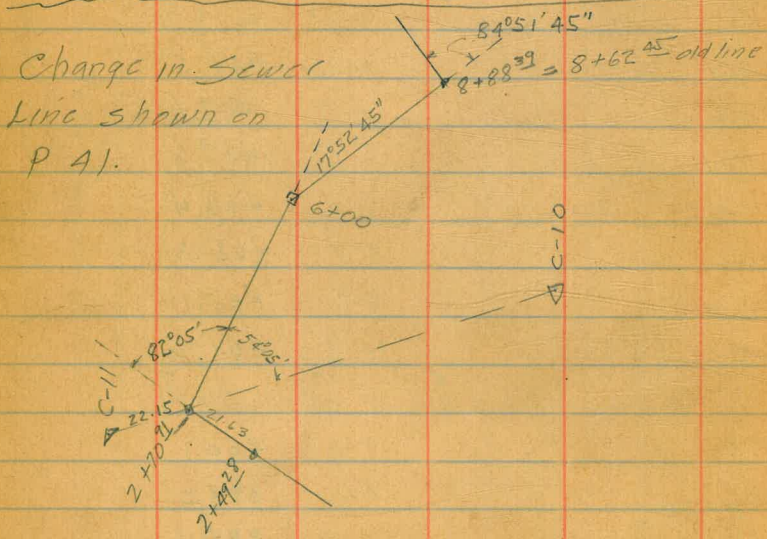 84°51'45"
Change in Sewer
Line shown on
P 41.
8+88 39 = 8+62 45 old line
17°52'45"
6+00
C-10
82°05'
54°05'
C-11
22.15'
21.63
2+70 91
2+49 28